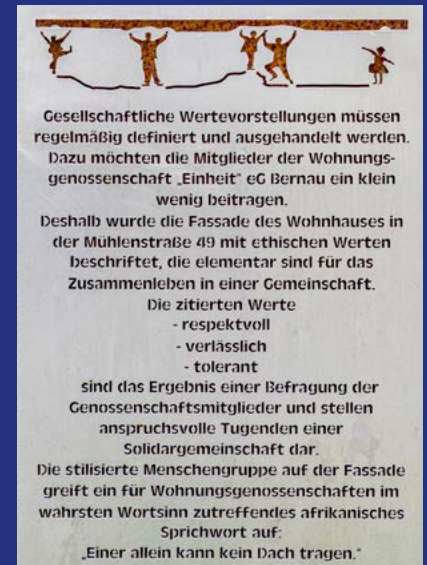 Gesellschaftliche Wertevorstellungen müssen
regelmäßig definiert und ausgehandelt werden.
Dazu möchten die Mitglieder der Wohnungs-
genossenschaft „Einheit" eG Bernau ein klein
wenig beitragen.
Deshalb wurde die Fassade des Wohnhauses in
der Mühlenstraße 49 mit ethischen Werten
beschriftet, die elementar sind für das
Zusammenleben in einer Gemeinschaft.
Die zitierten Werte
- respektvoll
- verlässlich
- tolerant
sind das Ergebnis einer Befragung der
Genossenschaftsmitglieder und stellen
anspruchsvolle Tugenden einer
Solidargemeinschaft dar.
Die stilisierte Menschengruppe auf der Fassade
greift ein für Wohnungsgenossenschaften im
wahrsten Wortsinn zutreffendes afrikanisches
Sprichwort auf:
„Einer allein kann kein Dach tragen."